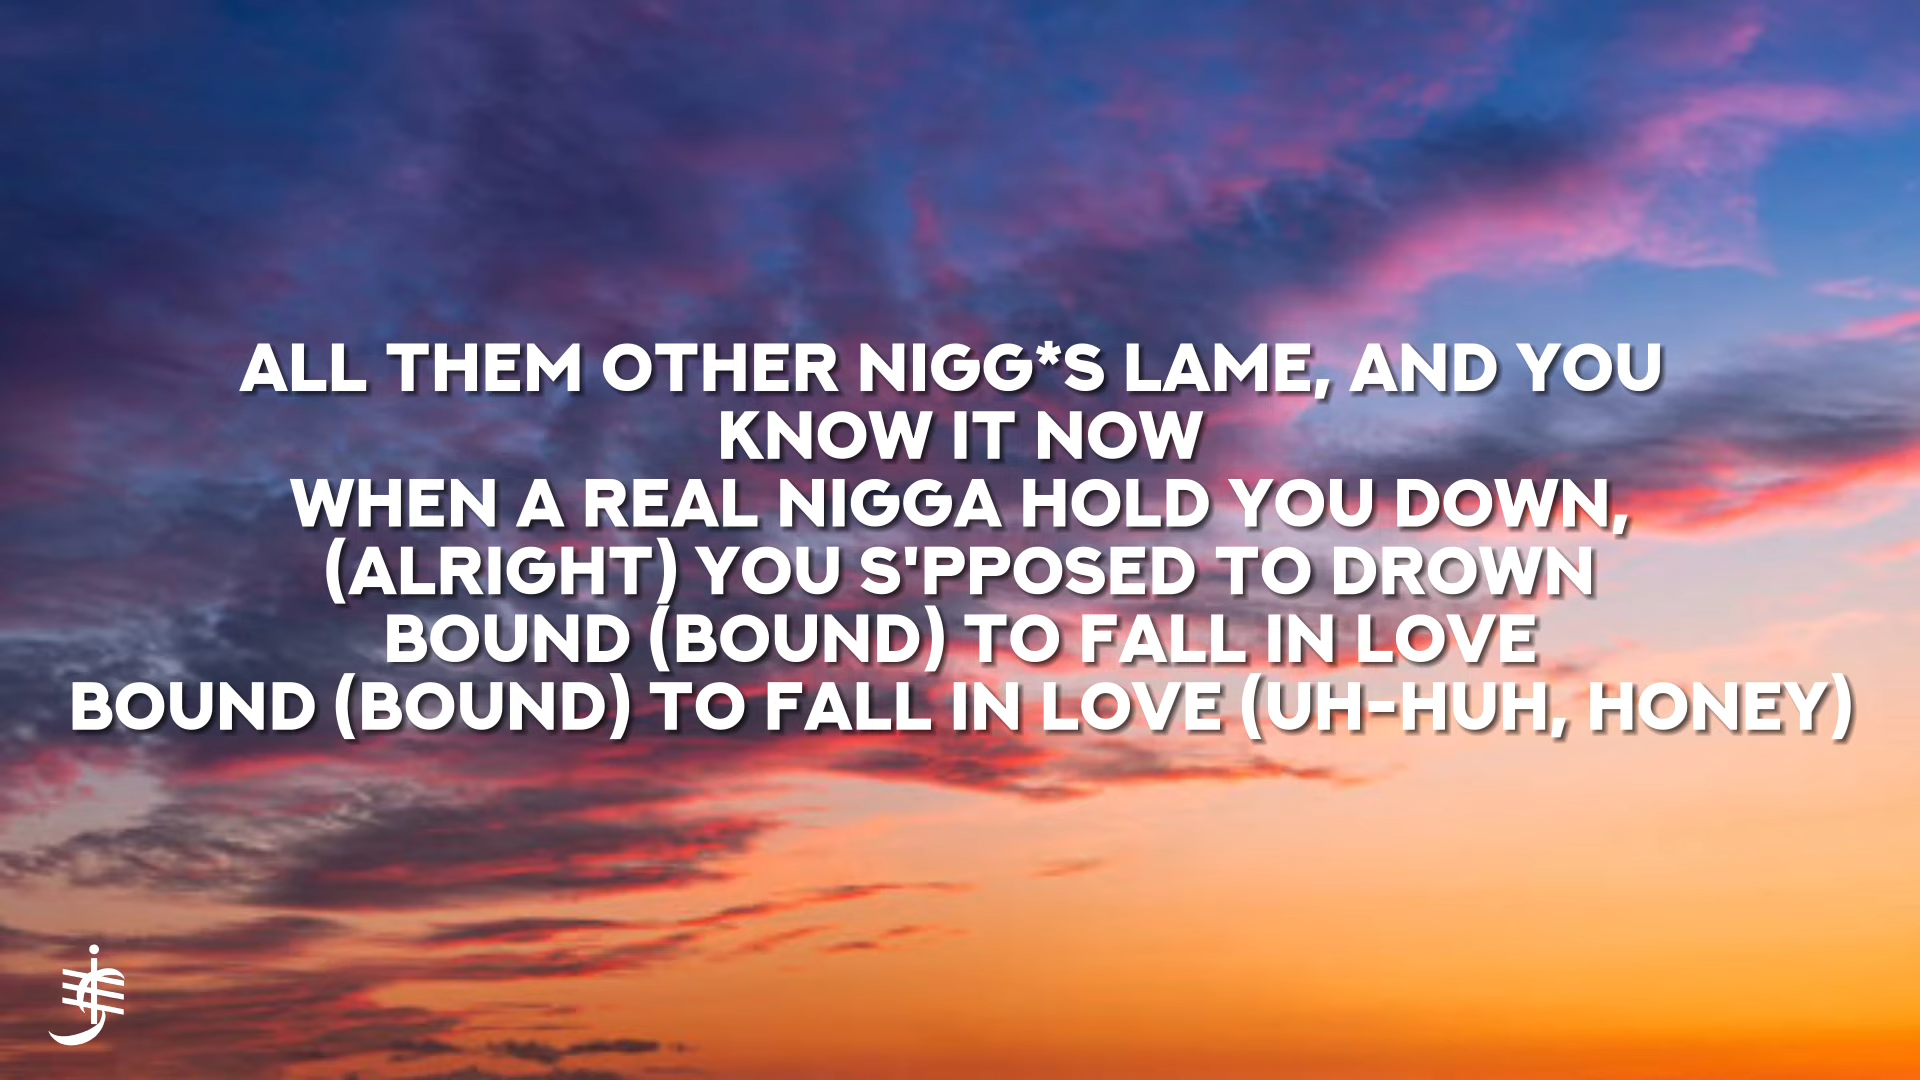 ALL THEM OTHER NIGG*S LAME, AND YOU
KNOW IT NOW
WHEN A REAL NIGGA HOLD YOU DOWN,
(ALRIGHT) YOU S'PPOSED TO DROWN
BOUND (BOUND) TO FALL IN LOVE
BOUND (BOUND) TO FALL IN LOVE (UH-HUH, HONEY)